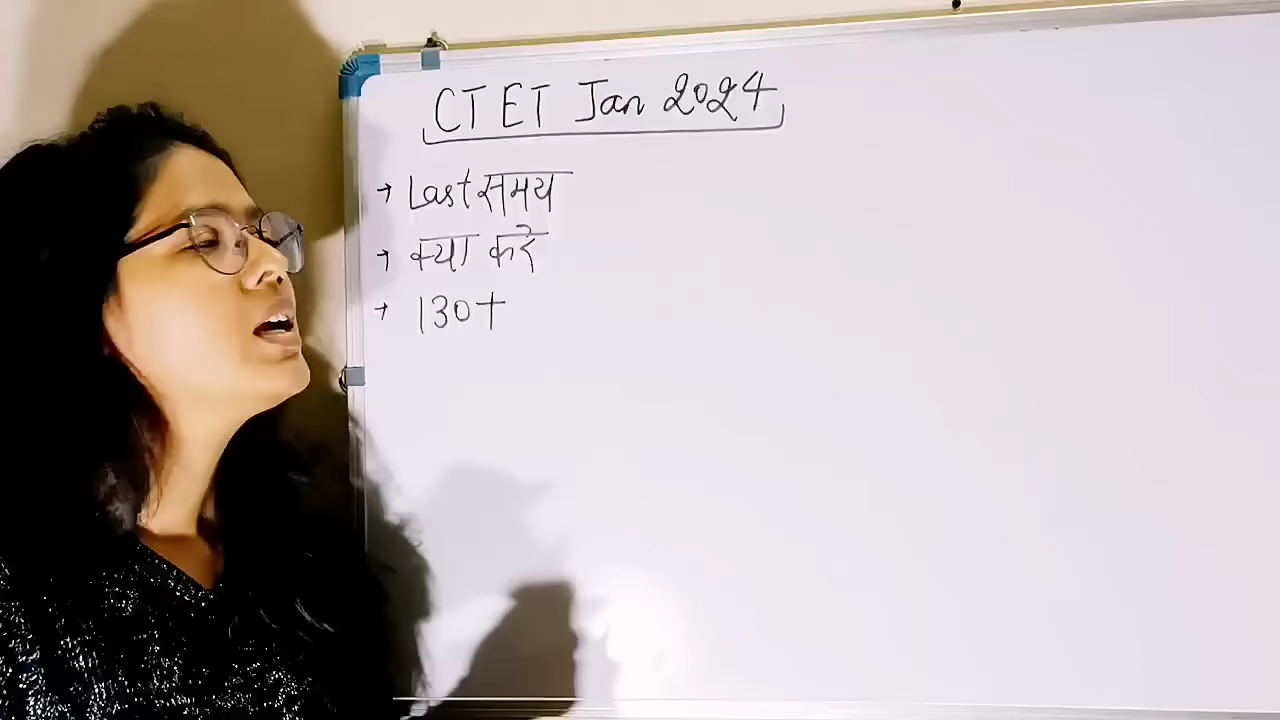 CTET Jan 2024
→ Last समय
→ क्या करे
→ 130+